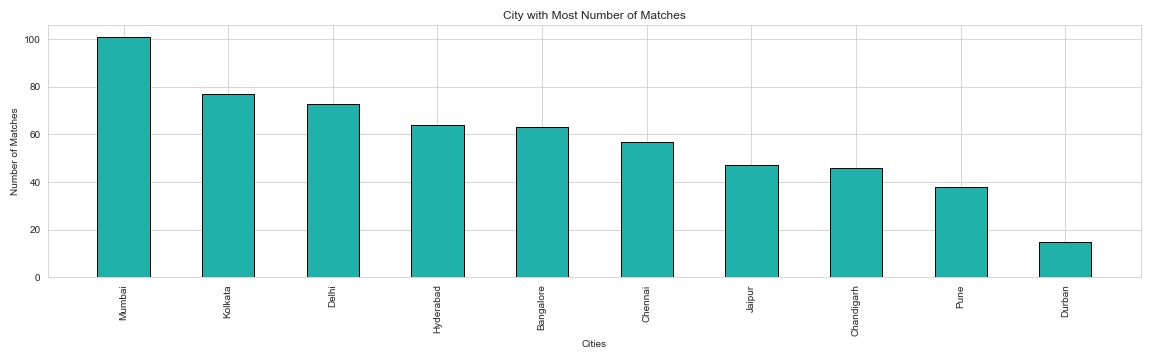 City with Most Number of Matches
Number of Matches
100
80
60
40
20
0
Mumbai
Kolkata
Delhi
Hyderabad
Bangalore
Chennai
Jaipur
Chandigarh
Pune
Durban
Cities